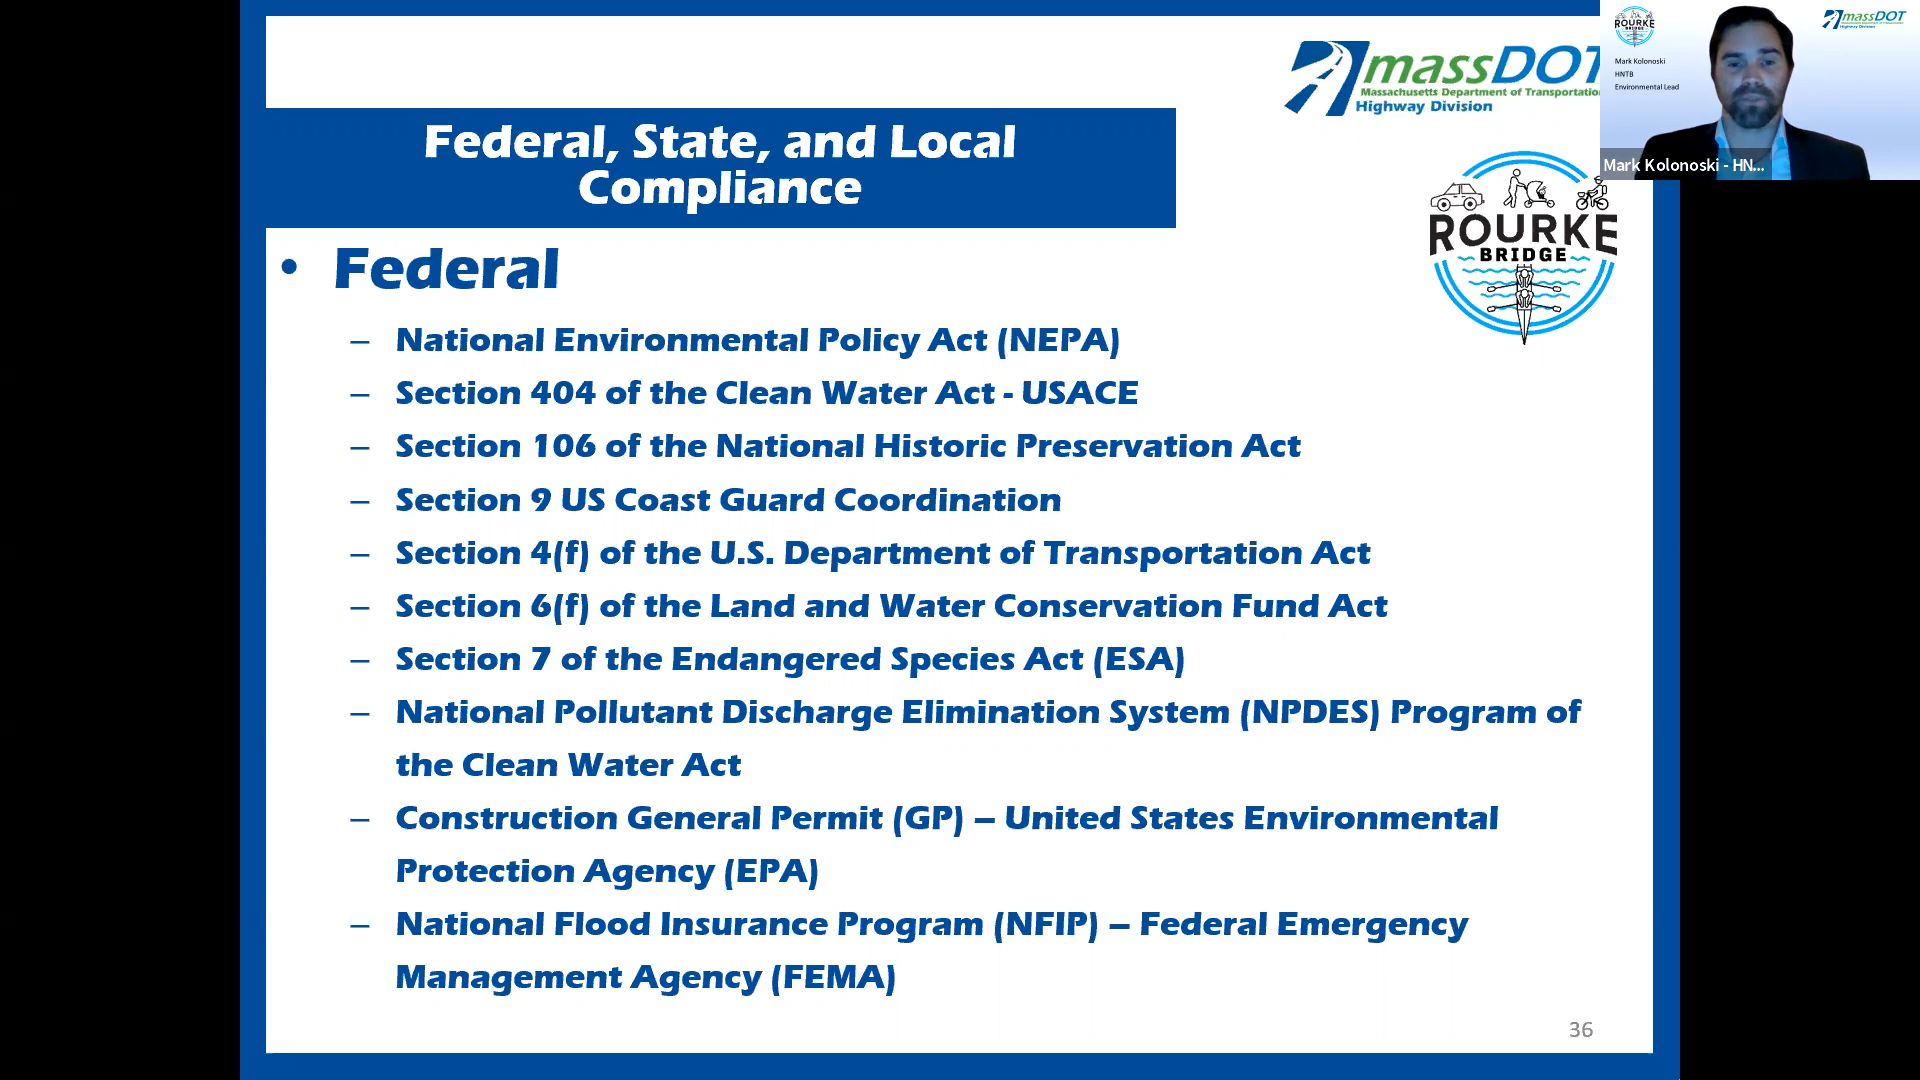 massDOT
Massachusetts Department of Transportation
Highway Division
ROURKE
BRIDGE
Mark Kolonoski
HNTB
Environmental Lead
massDOT
Highway Division
Mark Kolonoski - HN...
Federal, State, and Local
Compliance
ROURKE
BRIDGE
• Federal
– National Environmental Policy Act (NEPA)
– Section 404 of the Clean Water Act - USACE
– Section 106 of the National Historic Preservation Act
– Section 9 US Coast Guard Coordination
– Section 4(f) of the U.S. Department of Transportation Act
– Section 6(f) of the Land and Water Conservation Fund Act
– Section 7 of the Endangered Species Act (ESA)
– National Pollutant Discharge Elimination System (NPDES) Program of
the Clean Water Act
– Construction General Permit (GP) – United States Environmental
Protection Agency (EPA)
– National Flood Insurance Program (NFIP) – Federal Emergency
Management Agency (FEMA)
36